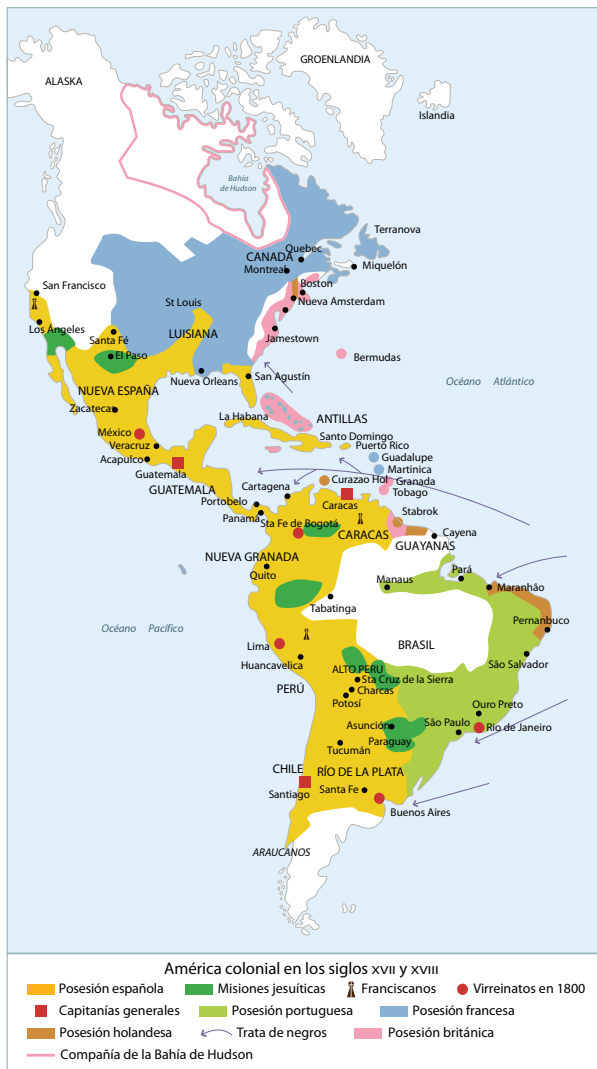 GROENLANDIA
ALASKA
Islandia
Bahía
de Hudson
Terranova
Quebec
CANADA
Montreal
Miquelón
San Francisco
Boston
St Louis
Nueva Amsterdam
Los Ángeles
Santa Fé
LUISIANA
Jamestown
El Paso
Bermudas
Nueva Orleans
San Agustín
Océano Atlántico
NUEVA ESPAÑA
Zacatecas
La Habana
ANTILLAS
México
Santo Domingo
Veracruz
Puerto Rico
Acapulco
Guadalupe
Guatemala
Martinica
GUATEMALA
Cartagena
Curazao Hol.
Granada
Tobago
Portobelo
Caracas
Stabrok
Panamá
Sta Fe de Bogotá
CARACAS
Cayena
GUAYANAS
NUEVA GRANADA
Quito
Pará
Manaus
Maranhão
Tabatinga
Pernanbuco
Océano Pacífico
Lima
BRASIL
Huancavelica
São Salvador
ALTO PERU
Sta Cruz de la Sierra
PERÚ
Charcas
Potosí
Ouro Preto
Asunción
São Paulo
Rio de Janeiro
Tucumán
Paraguay
CHILE
RÍO DE LA PLATA
Santiago
Santa Fe
Buenos Aires
ARAUCANOS
América colonial en los siglos XVII y XVIII
Posesión española
Misiones jesuíticas
Franciscanos
Virreinatos en 1800
Capitanías generales
Posesión portuguesa
Posesión francesa
Posesión holandesa
Trata de negros
Posesión británica
Compañía de la Bahía de Hudson